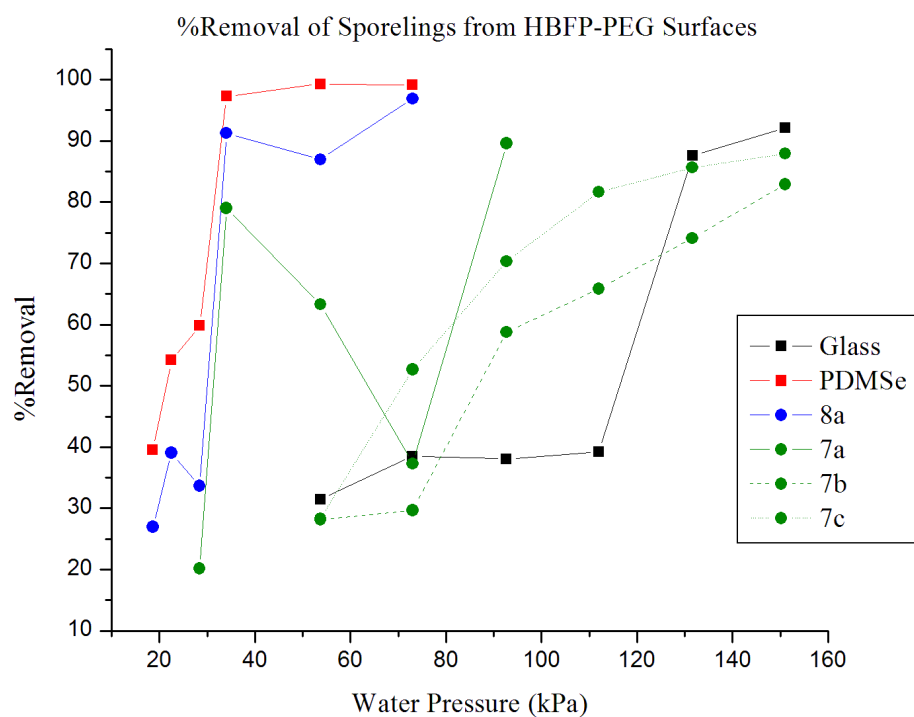 %Removal of Sporelings from HBFP-PEG Surfaces
%Removal
100
90
80
70
60
50
40
30
20
10
20
40
60
80
100
120
140
160
Water Pressure (kPa)
Glass
PDMSe
8a
7a
7b
7c